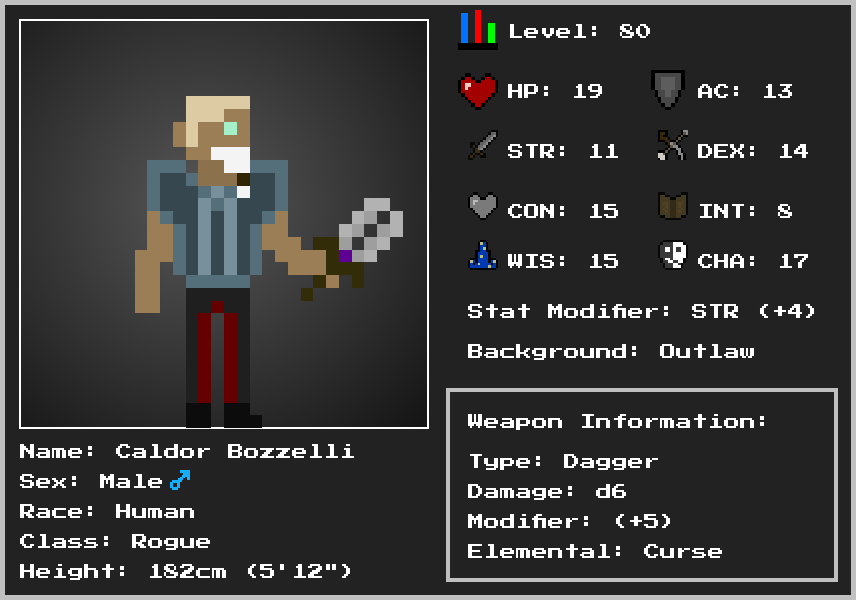 Level: 80
HP: 19 AC: 13
STR: 11 DEX: 14
CON: 15 INT: 8
WIS: 15 CHA: 17
Stat Modifier: STR (+4)
Background: Outlaw
Weapon Information:
Type: Dagger
Damage: d6
Modifier: (+5)
Elemental: Curse
Name: Caldor Bozzelli
Sex: Male♂
Race: Human
Class: Rogue
Height: 182cm (5'12")